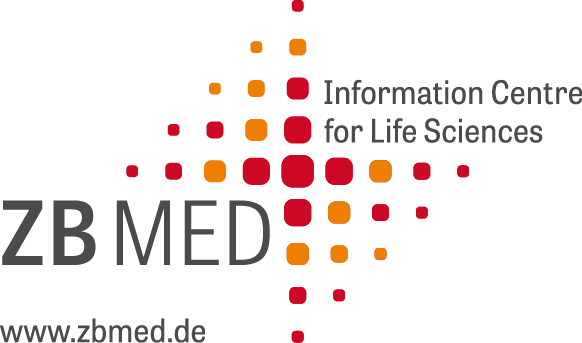 Information Centre
for Life Sciences
ZB MED
www.zbmed.de